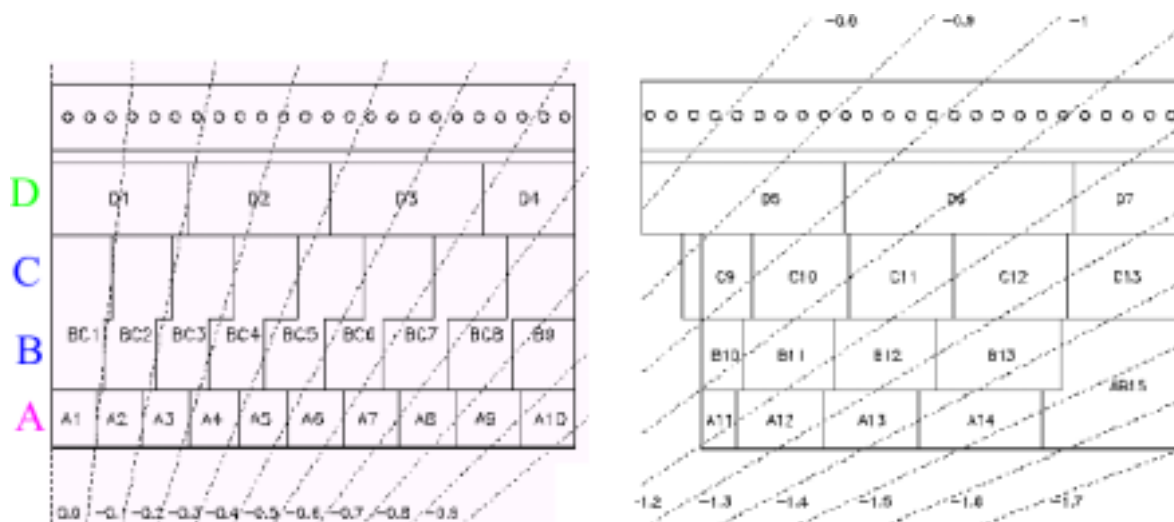 -0.8 -0.9 -1
D D1 D2 D3 D4 D5 D6 D7
C C9 C10 C11 C12 C13
BC1 BC2 BC3 BC4 BC5 BC6 BC7 BC8 B9
B B10 B11 B12 B13
AB15
A A1 A2 A3 A4 A5 A6 A7 A8 A9 A10 A11 A12 A13 A14
-1.2 -1.3 -1.4 -1.5 -1.6 -1.7
0.0 -0.1 -0.2 -0.3 -0.4 -0.5 -0.6 -0.7 -0.8